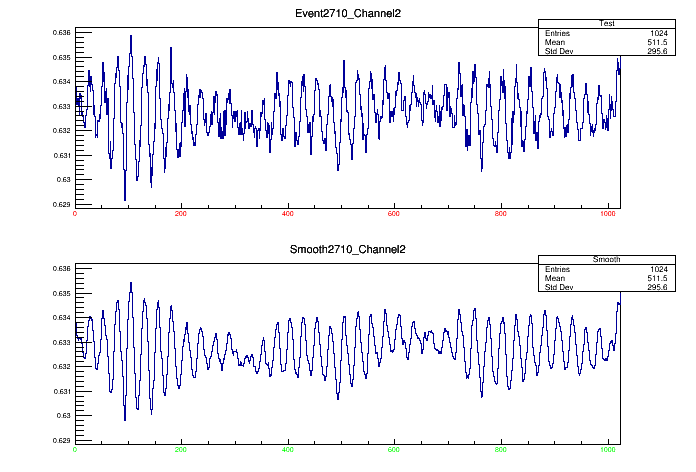 Event2710_Channel2
Test
Entries 1024
Mean 511.5
Std Dev 295.6
0.636
0.635
0.634
0.633
0.632
0.631
0.63
0.629
0 200 400 600 800 1000
Smooth2710_Channel2
Smooth
Entries 1024
Mean 511.5
Std Dev 295.6
0.636
0.635
0.634
0.633
0.632
0.631
0.63
0.629
0 200 400 600 800 1000